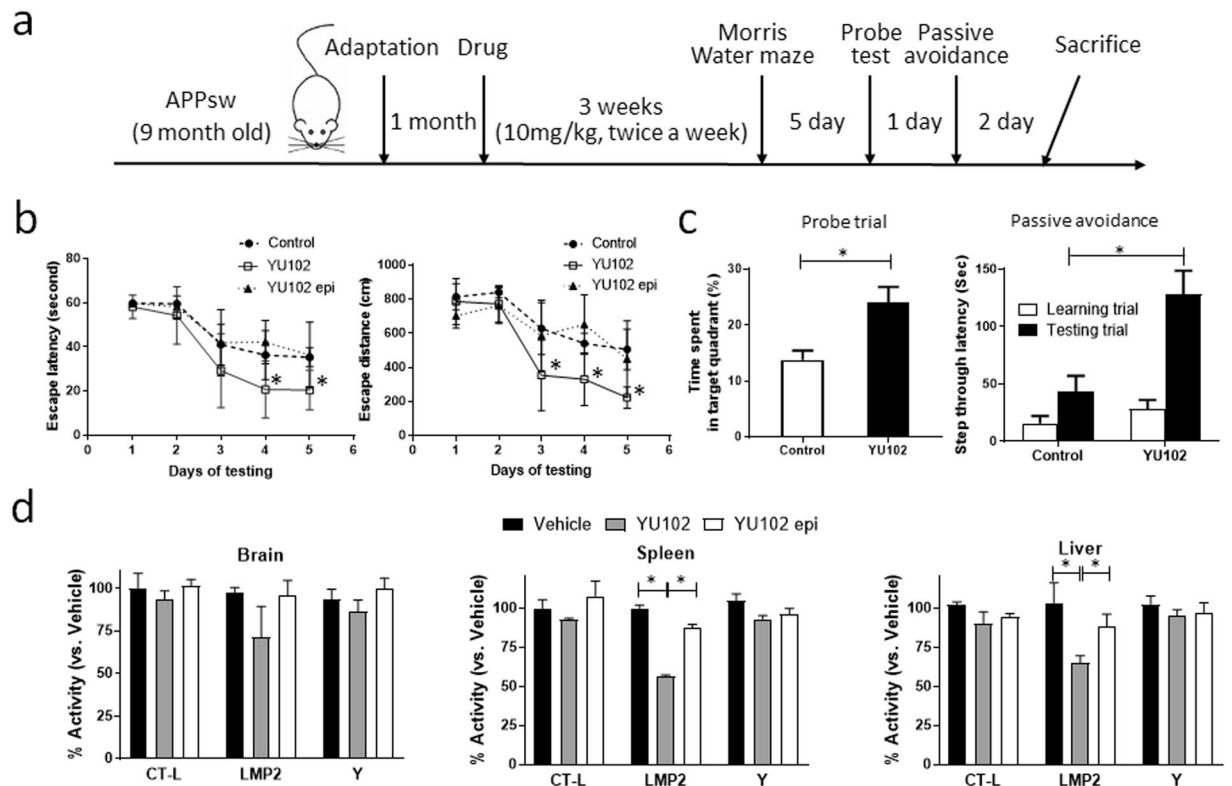 a
APPsw
(9 month old)
Adaptation
1 month
Drug
3 weeks
(10mg/kg, twice a week)
Morris
Water maze
5 day
Probe
test
1 day
Passive
avoidance
2 day
Sacrifice
b
Control
YU102
YU102 epi
Escape latency (second)
80
60
40
20
0
0 1 2 3 4 5 6
* *
Days of testing
Control
YU102
YU102 epi
Escape distance (cm)
1000
800
600
400
200
0
0 1 2 3 4 5 6
* * *
Days of testing
c
Probe trial
*
Time spent
in target quadrant (%)
30
20
10
0
Control YU102
Passive avoidance
*
Step through latency (Sec)
150
100
50
0
Learning trial
Testing trial
Control YU102
d
Vehicle YU102 YU102 epi
Brain
% Activity (vs. Vehicle)
100
75
50
25
0
CT-L LMP2 Y
Spleen
* *
% Activity (vs. Vehicle)
100
75
50
25
0
CT-L LMP2 Y
Liver
* *
% Activity (vs. Vehicle)
100
75
50
25
0
CT-L LMP2 Y